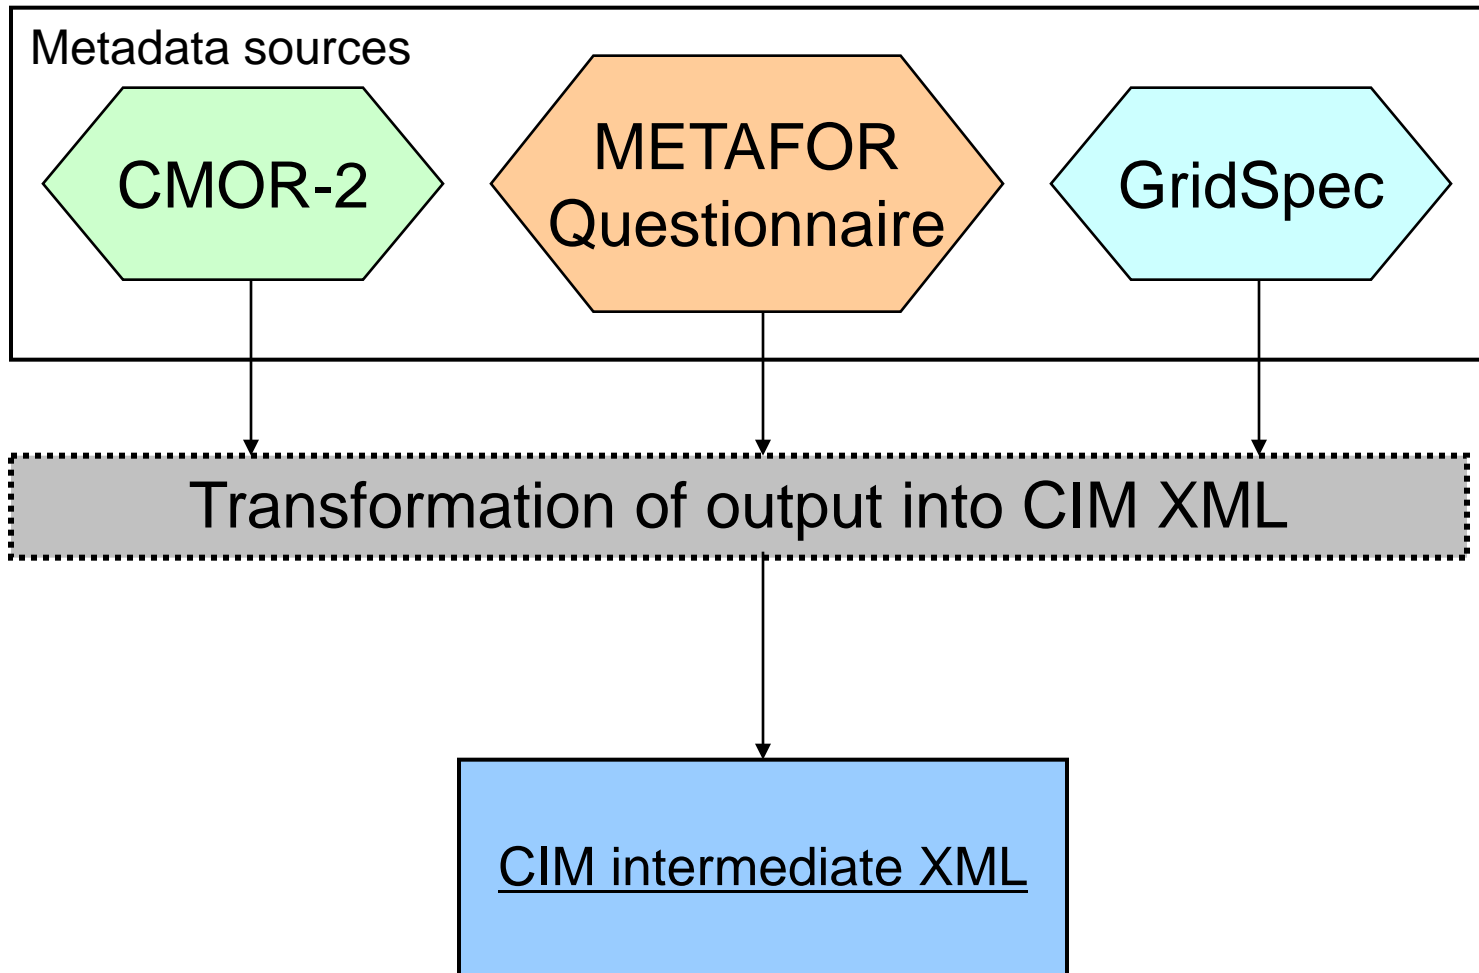 Metadata sources
CMOR-2
METAFOR
Questionnaire
GridSpec
Transformation of output into CIM XML
CIM intermediate XML